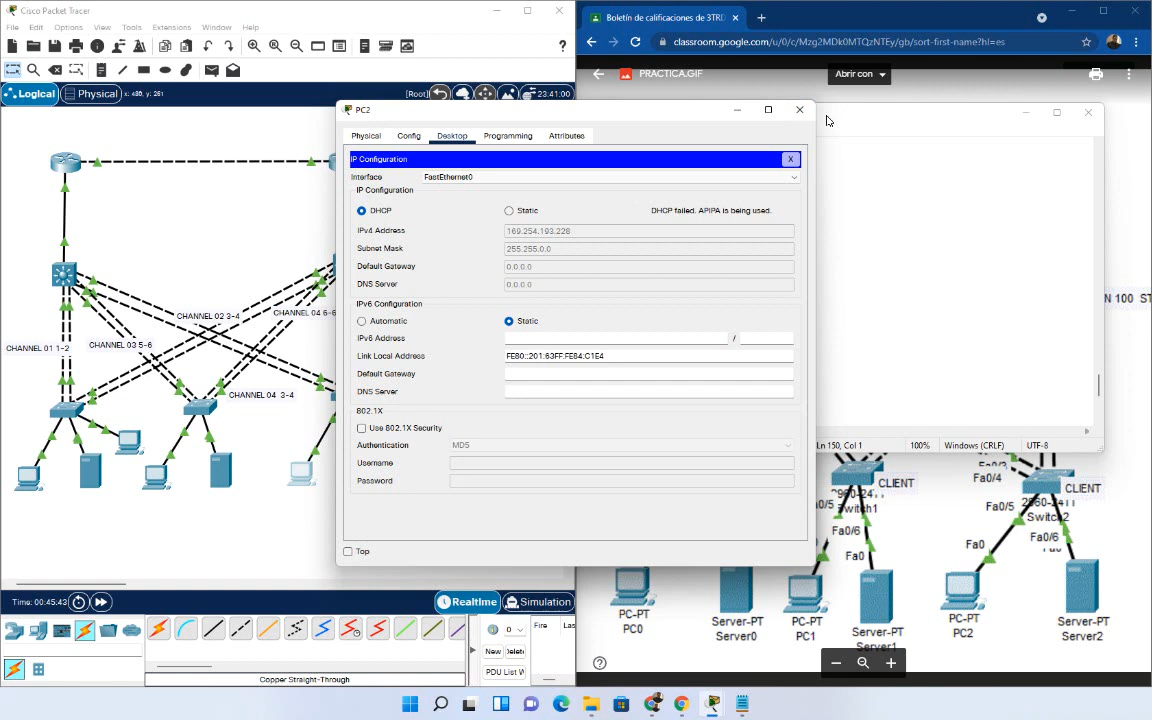 Cisco Packet Tracer
File Edit Options View Tools Extensions Window Help
Logical Physical x: 480, y: 281 [Root] 23:41:00
CHANNEL 02 3-4
CHANNEL 04 6-6
CHANNEL 01 1-2
CHANNEL 03 5-6
CHANNEL 04 3-4
Time: 00:45:43
Realtime Simulation
0
Fire
New
PDU List W
Copper Straight-Through
PC2
Physical Config Desktop Programming Attributes
IP Configuration X
Interface FastEthernet0
IP Configuration
DHCP Static DHCP failed. APIPA is being used.
IPv4 Address 169.254.193.228
Subnet Mask 255.255.0.0
Default Gateway 0.0.0.0
DNS Server 0.0.0.0
IPv6 Configuration
Automatic Static
IPv6 Address /
Link Local Address FE80::201:63FF:FE84:C1E4
Default Gateway
DNS Server
802.1X
Use 802.1X Security
Authentication MD5
Username
Password
Top
Boletín de calificaciones de 3TRD
classroom.google.com/u/0/c/Mzg2MDk0MTQzNTEy/gb/sort-first-name?hl=es
PRACTICA.GIF
Abrir con
N 100 ST
Ln 150, Col 1 100% Windows (CRLF) UTF-8
Fa0/4
CLIENT
CLIENT
Fa0/5
Switch2
Fa0/6
Fa0/6
Fa0
Fa0
PC-PT
PC0
Server-PT
Server0
PC-PT
PC1
Server-PT
Server1
PC-PT
PC2
Server-PT
Server2